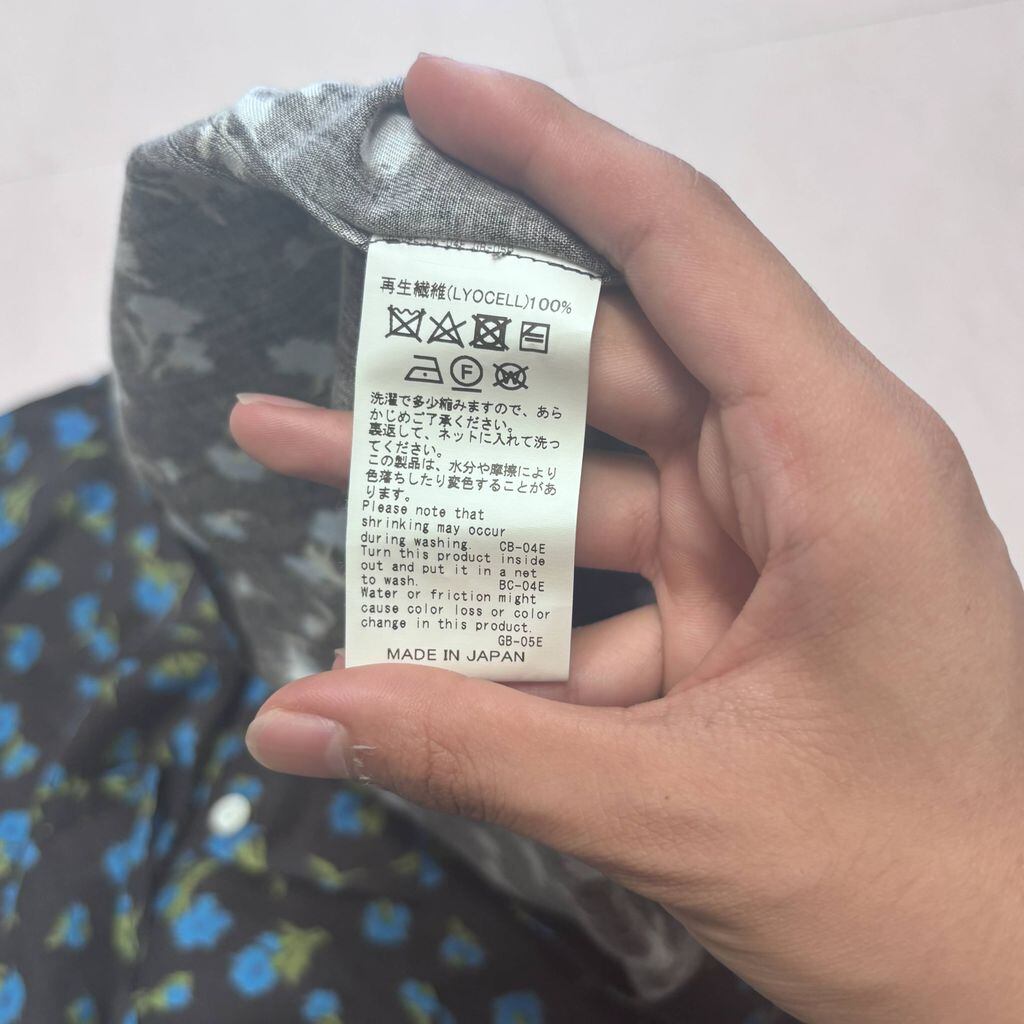 再生繊維(LYOCELL)100%
F
W
洗濯で多少縮みますので、あら
かじめご了承ください。
裏返して、ネットに入れて洗っ
てください。
この製品は、水分や摩擦により
色落ちしたり変色することがあ
ります。
Please note that
shrinking may occur
during washing. CB-04E
Turn this product inside
out and put it in a net
to wash. BC-04E
Water or friction might
cause color loss or color
change in this product.
GB-05E
MADE IN JAPAN